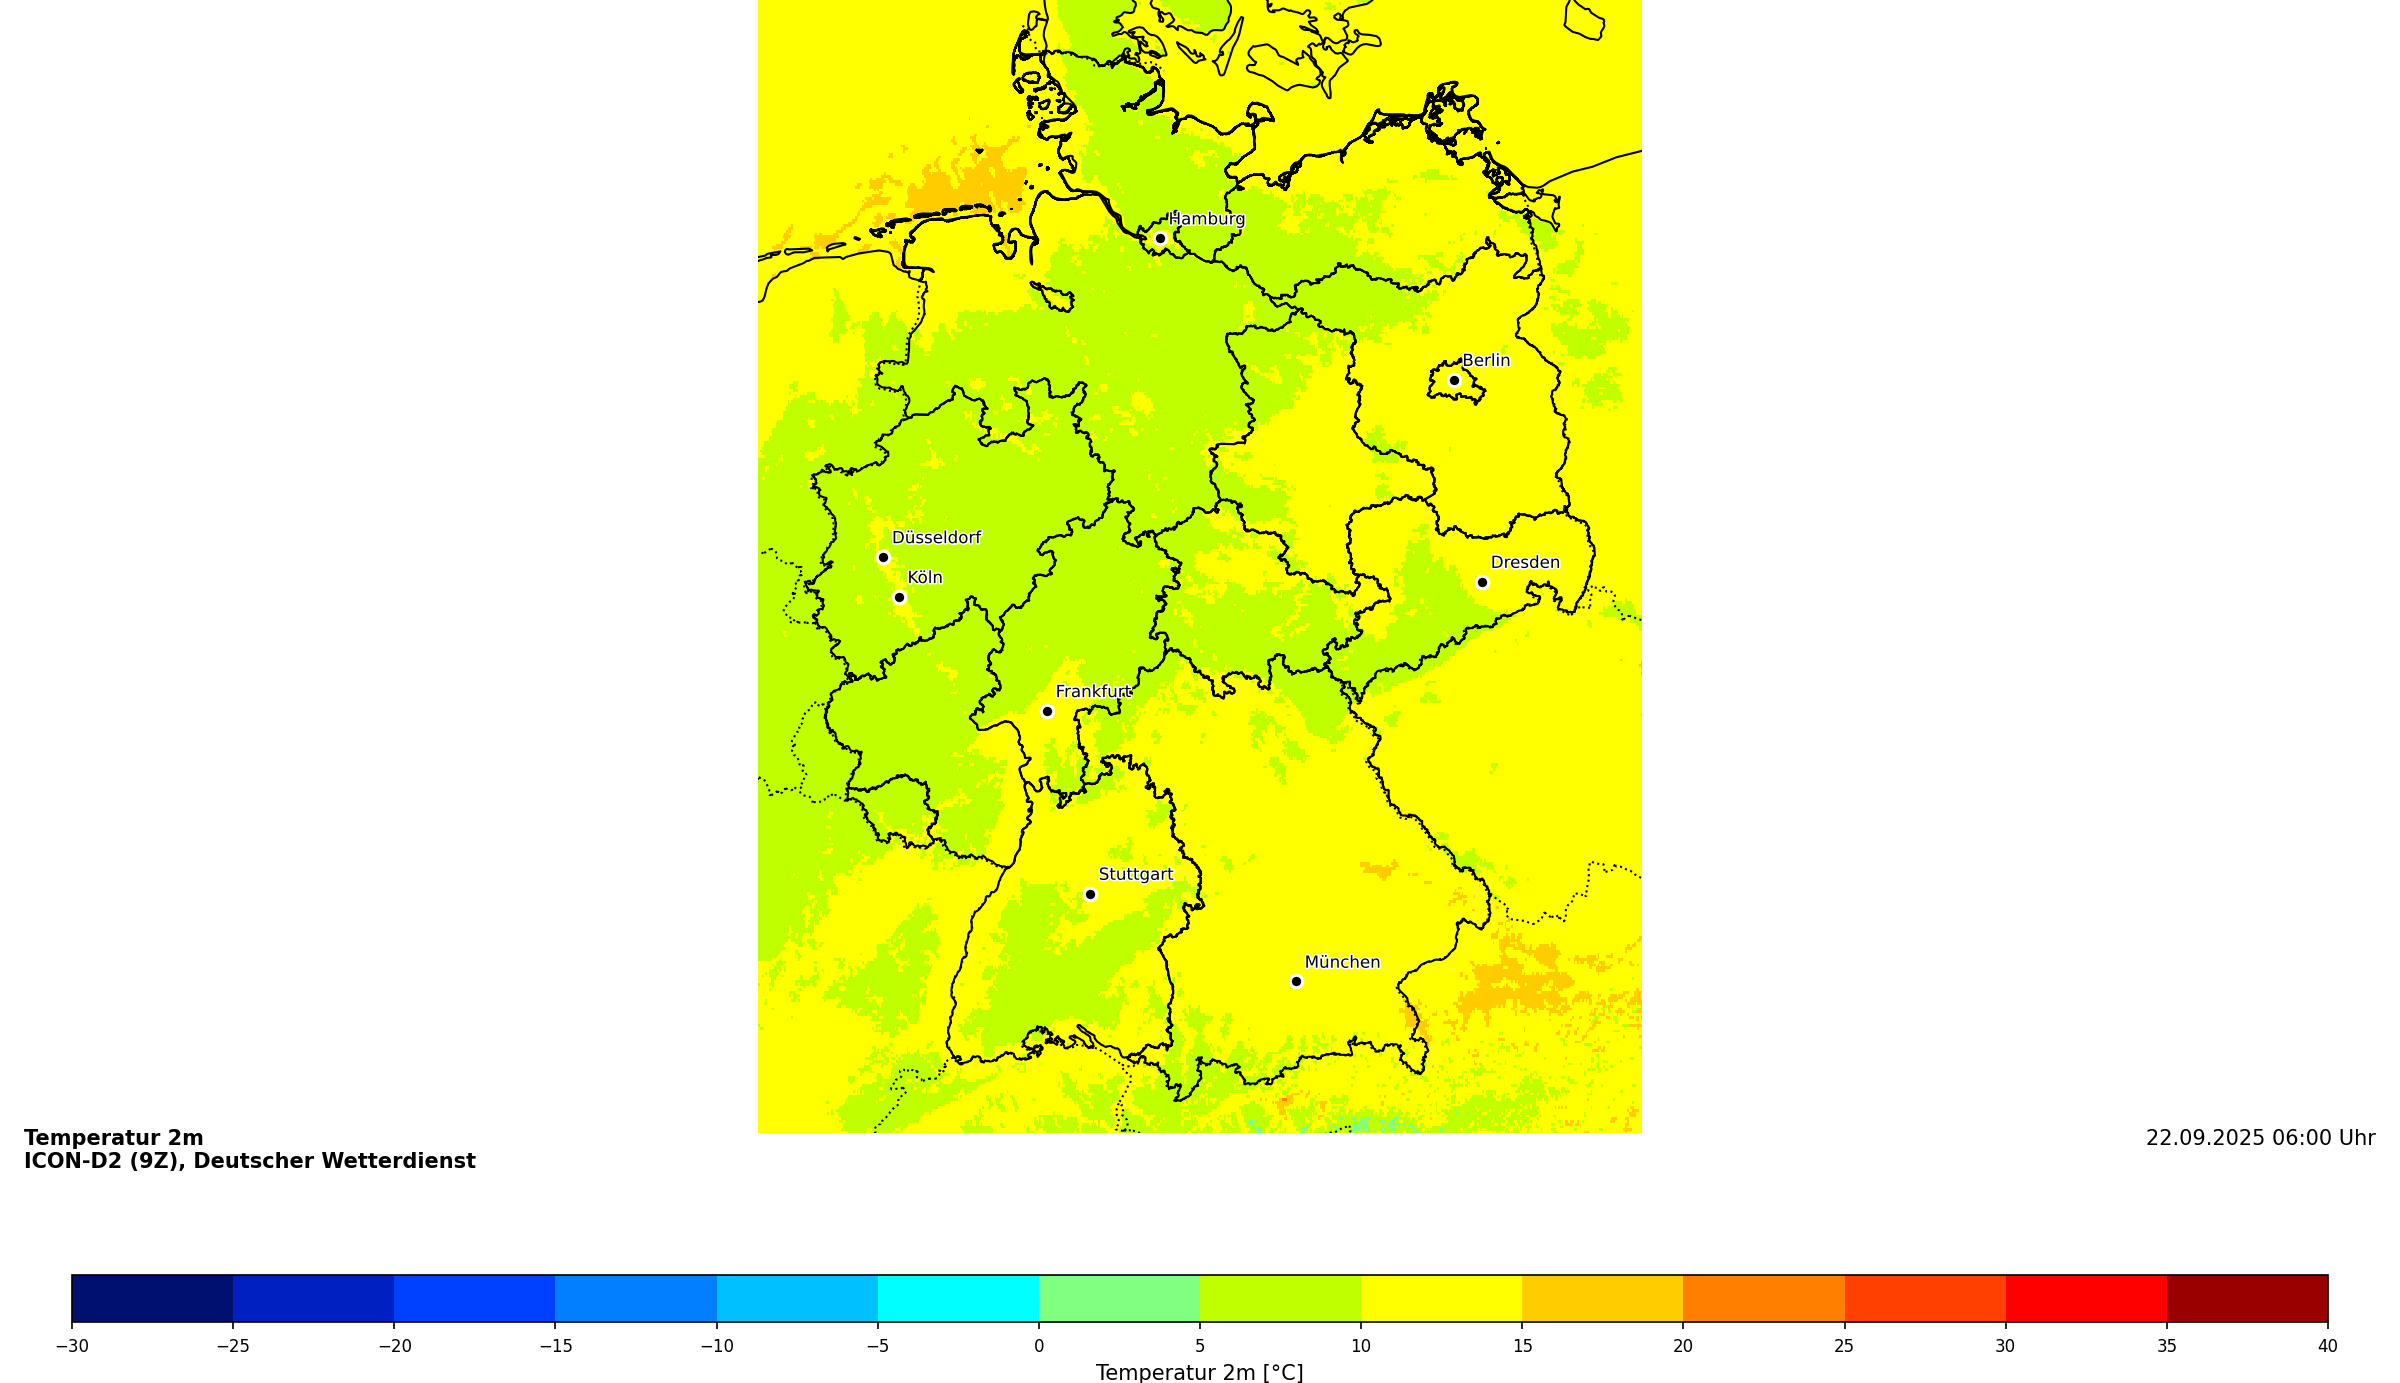 Hamburg
Berlin
Düsseldorf
Köln
Dresden
Frankfurt
Stuttgart
München
Temperatur 2m
ICON-D2 (9Z), Deutscher Wetterdienst
22.09.2025 06:00 Uhr
−30 −25 −20 −15 −10 −5 0 5 10 15 20 25 30 35 40
Temperatur 2m [°C]